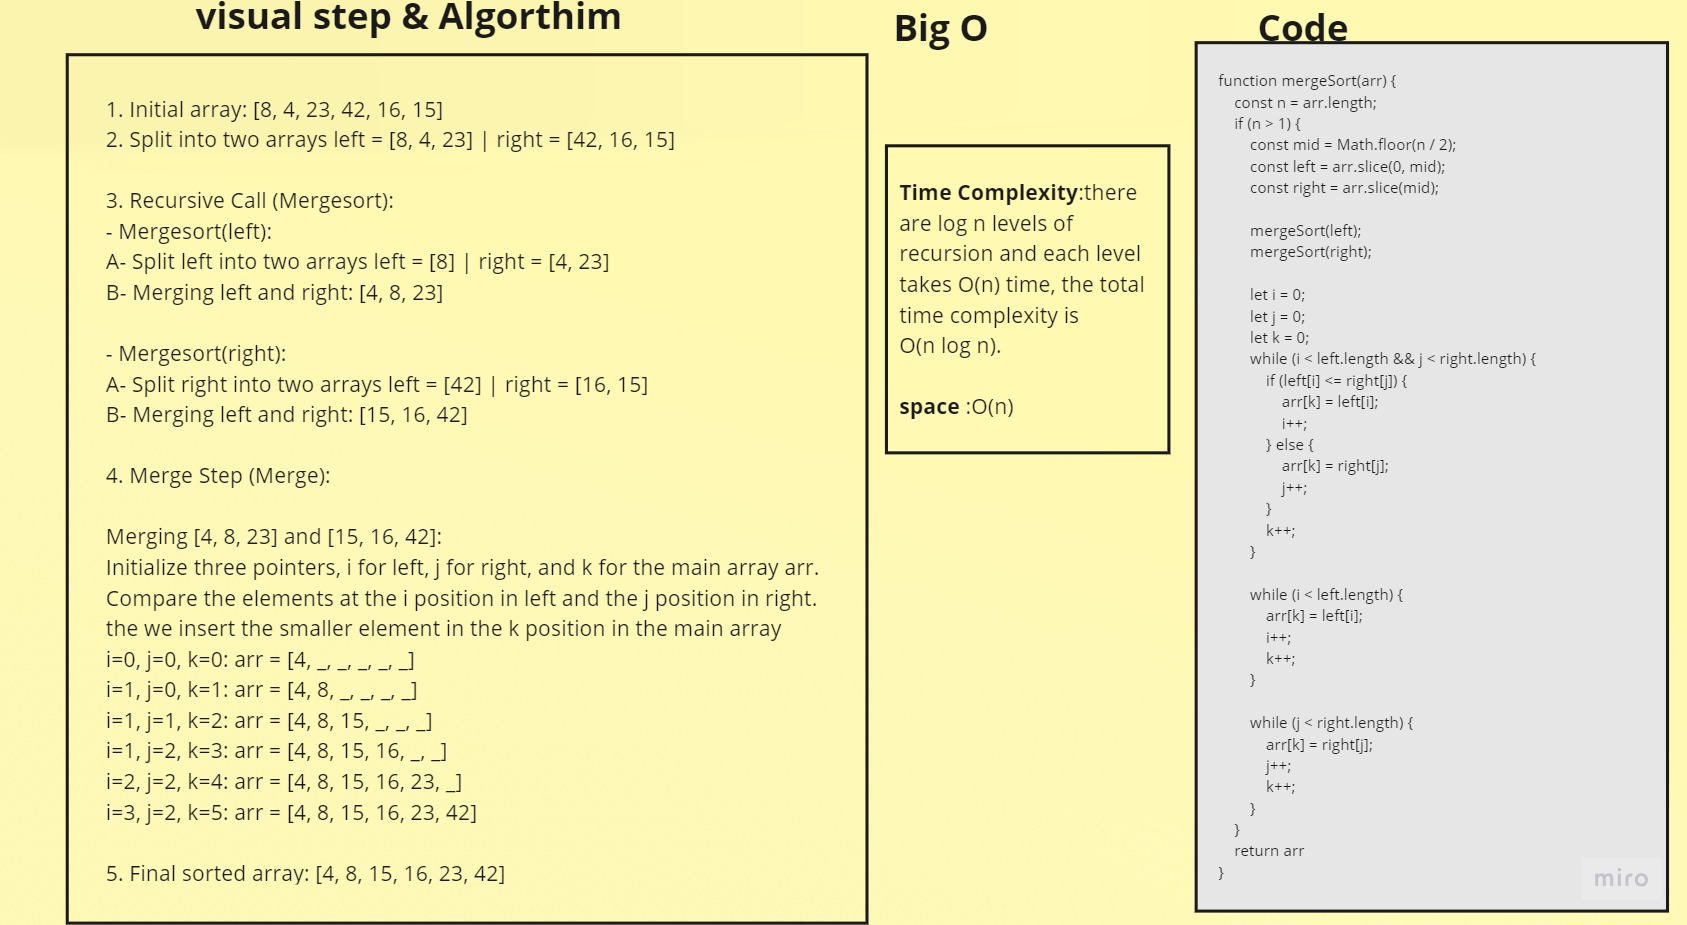 visual step & Algorthim
1. Initial array: [8, 4, 23, 42, 16, 15]
2. Split into two arrays left = [8, 4, 23] | right = [42, 16, 15]
3. Recursive Call (Mergesort):
- Mergesort(left):
A- Split left into two arrays left = [8] | right = [4, 23]
B- Merging left and right: [4, 8, 23]
- Mergesort(right):
A- Split right into two arrays left = [42] | right = [16, 15]
B- Merging left and right: [15, 16, 42]
4. Merge Step (Merge):
Merging [4, 8, 23] and [15, 16, 42]:
Initialize three pointers, i for left, j for right, and k for the main array arr.
Compare the elements at the i position in left and the j position in right.
the we insert the smaller element in the k position in the main array
i=0, j=0, k=0: arr = [4, _, _, _, _, _]
i=1, j=0, k=1: arr = [4, 8, _, _, _, _]
i=1, j=1, k=2: arr = [4, 8, 15, _, _, _]
i=1, j=2, k=3: arr = [4, 8, 15, 16, _, _]
i=2, j=2, k=4: arr = [4, 8, 15, 16, 23, _]
i=3, j=2, k=5: arr = [4, 8, 15, 16, 23, 42]
5. Final sorted array: [4, 8, 15, 16, 23, 42]
Big O
Time Complexity:there
are log n levels of
recursion and each level
takes O(n) time, the total
time complexity is
O(n log n).
space :O(n)
Code
function mergeSort(arr) {
const n = arr.length;
if (n > 1) {
const mid = Math.floor(n / 2);
const left = arr.slice(0, mid);
const right = arr.slice(mid);
mergeSort(left);
mergeSort(right);
let i = 0;
let j = 0;
let k = 0;
while (i < left.length && j < right.length) {
if (left[i] <= right[j]) {
arr[k] = left[i];
i++;
} else {
arr[k] = right[j];
j++;
}
k++;
}
while (i < left.length) {
arr[k] = left[i];
i++;
k++;
}
while (j < right.length) {
arr[k] = right[j];
j++;
k++;
}
}
return arr
}
miro